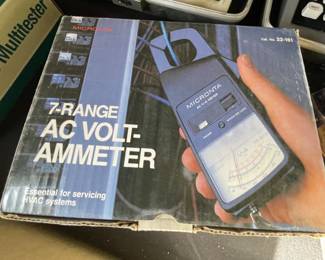 Multitester
MICRONTA
Cat. No. 22-161
7-RANGE
AC VOLT-
AMMETER
Essential for servicing
HVAC systems
MICRONTA